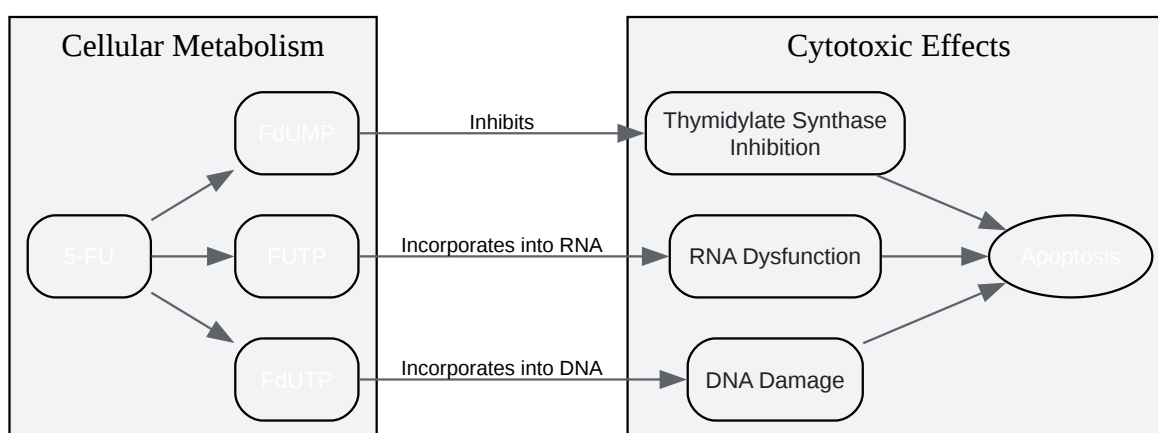 Cellular Metabolism
Cytotoxic Effects
FdUMP
Inhibits
Thymidylate Synthase
Inhibition
5-FU
FUTP
Incorporates into RNA
RNA Dysfunction
Apoptosis
FdUTP
Incorporates into DNA
DNA Damage